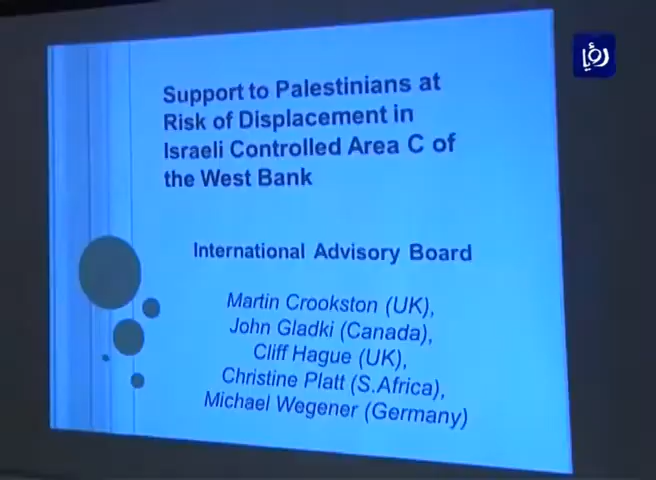 رؤيا
Support to Palestinians at
Risk of Displacement in
Israeli Controlled Area C of
the West Bank
International Advisory Board
Martin Crookston (UK),
John Gladki (Canada),
Cliff Hague (UK),
Christine Platt (S.Africa),
Michael Wegener (Germany)